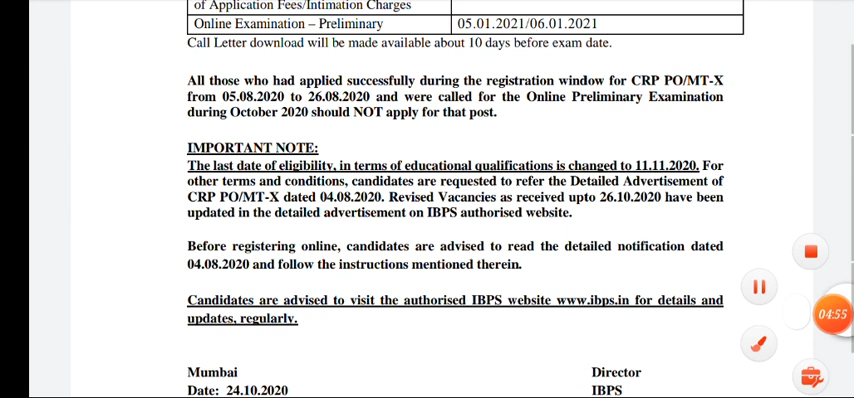 of Application Fees/Intimation Charges
Online Examination – Preliminary 05.01.2021/06.01.2021
Call Letter download will be made available about 10 days before exam date.
All those who had applied successfully during the registration window for CRP PO/MT-X
from 05.08.2020 to 26.08.2020 and were called for the Online Preliminary Examination
during October 2020 should NOT apply for that post.
IMPORTANT NOTE:
The last date of eligibility, in terms of educational qualifications is changed to 11.11.2020. For
other terms and conditions, candidates are requested to refer the Detailed Advertisement of
CRP PO/MT-X dated 04.08.2020. Revised Vacancies as received upto 26.10.2020 have been
updated in the detailed advertisement on IBPS authorised website.
Before registering online, candidates are advised to read the detailed notification dated
04.08.2020 and follow the instructions mentioned therein.
Candidates are advised to visit the authorised IBPS website www.ibps.in for details and
updates, regularly.
04:55
Mumbai Director
Date: 24.10.2020 IBPS